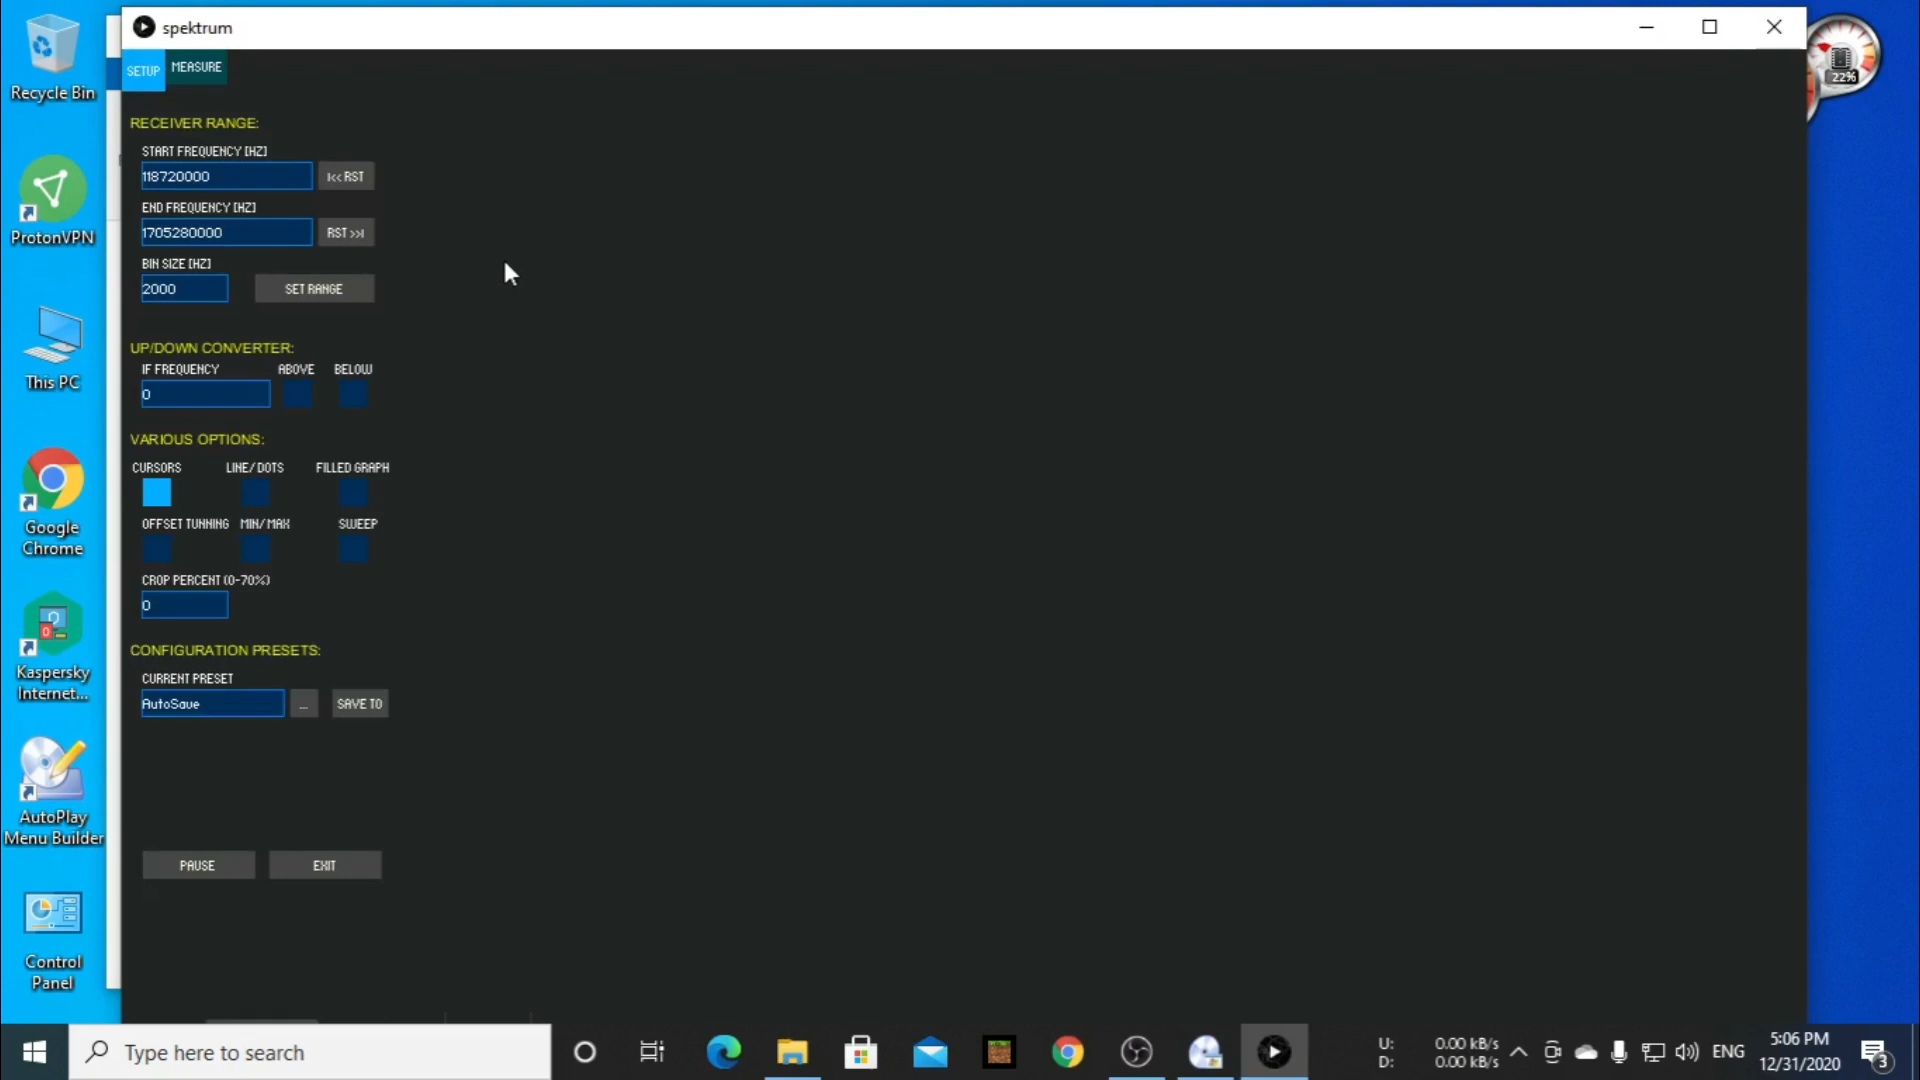 spektrum
SETUP MEASURE
RECEIVER RANGE:
START FREQUENCY [HZ]
118720000 |<< RST
END FREQUENCY [HZ]
1705280000 RST >>|
BIN SIZE [HZ]
2000 SET RANGE
UP/DOWN CONVERTER:
IF FREQUENCY ABOVE BELOW
0
VARIOUS OPTIONS:
CURSORS LINE/DOTS FILLED GRAPH
OFFSET TUNNING MIN/MAX SWEEP
CROP PERCENT (0-70%)
0
CONFIGURATION PRESETS:
CURRENT PRESET
AutoSave ... SAVE TO
PAUSE EXIT
Recycle Bin
ProtonVPN
This PC
Google
Chrome
Kaspersky
Internet...
AutoPlay
Menu Builder
Control
Panel
22%
Type here to search
U: 0.00 kB/s
D: 0.00 kB/s
ENG
5:06 PM
12/31/2020
3